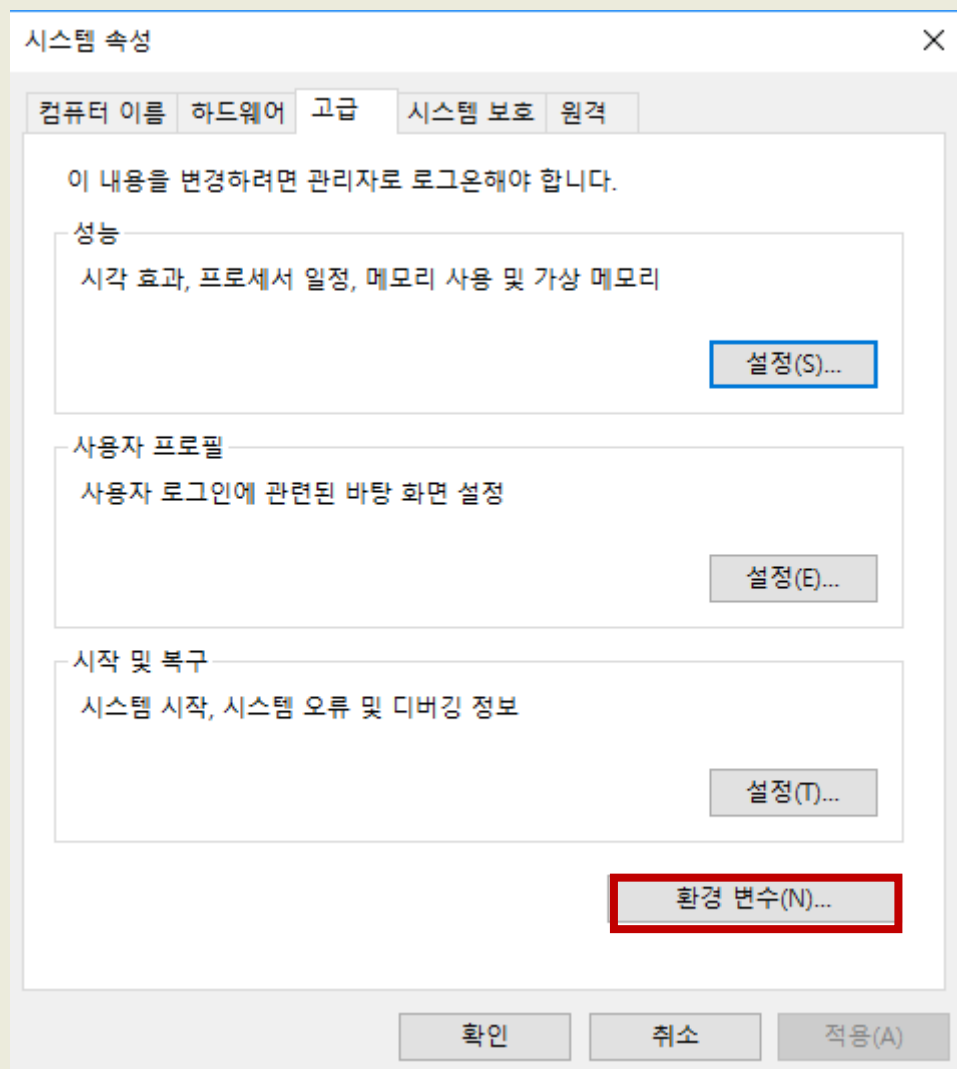 시스템 속성
컴퓨터 이름 하드웨어 고급 시스템 보호 원격
이 내용을 변경하려면 관리자로 로그온해야 합니다.
성능
시각 효과, 프로세서 일정, 메모리 사용 및 가상 메모리
설정(S)...
사용자 프로필
사용자 로그인에 관련된 바탕 화면 설정
설정(E)...
시작 및 복구
시스템 시작, 시스템 오류 및 디버깅 정보
설정(T)...
환경 변수(N)...
확인 취소 적용(A)